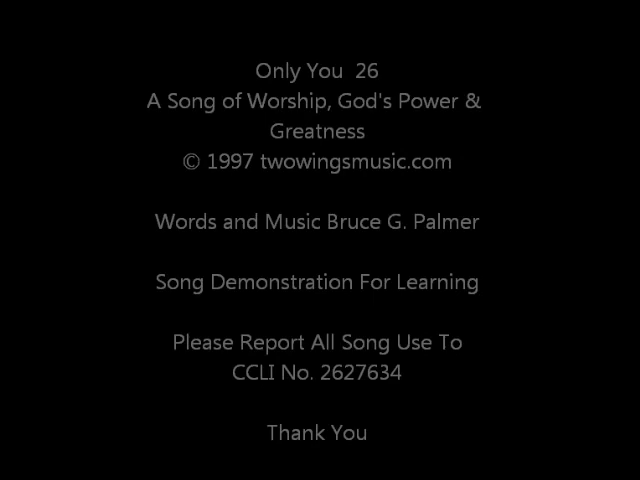 Only You  26
A Song of Worship, God's Power &
Greatness
© 1997 twowingsmusic.com
Words and Music Bruce G. Palmer
Song Demonstration For Learning
Please Report All Song Use To
CCLI No. 2627634
Thank You